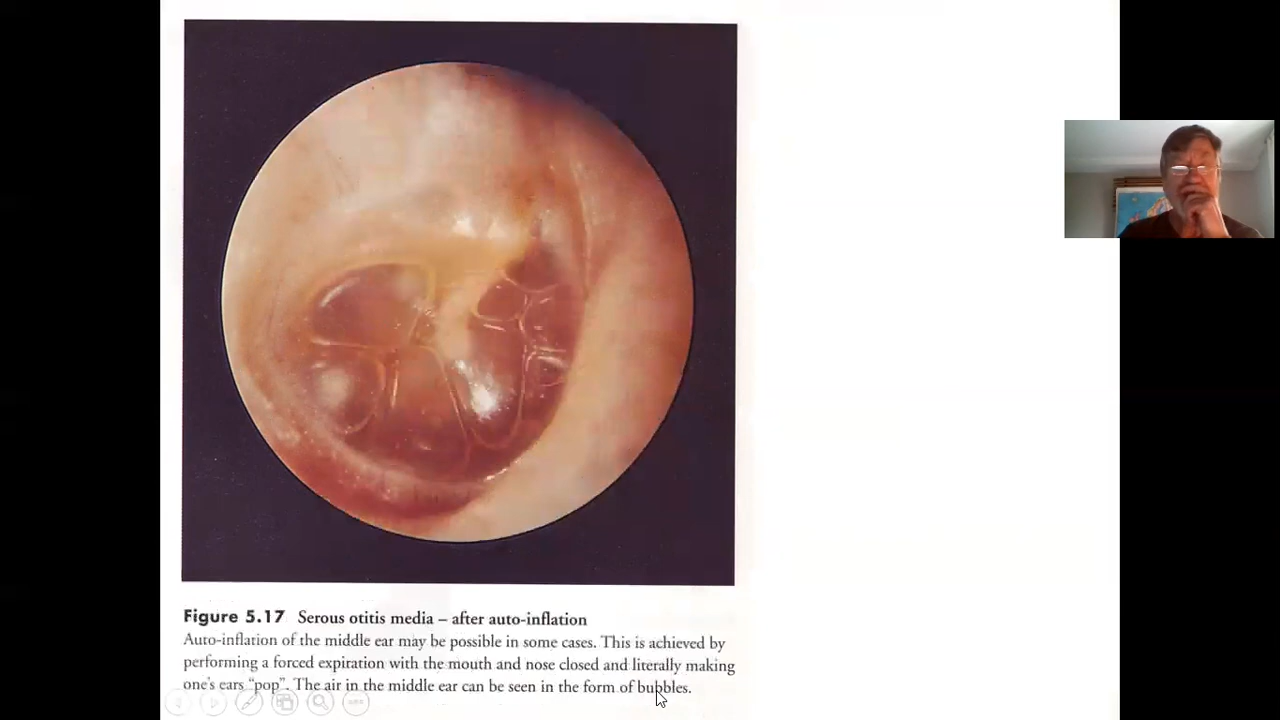 Figure 5.17 Serous otitis media – after auto-inflation
Auto-inflation of the middle ear may be possible in some cases. This is achieved by
performing a forced expiration with the mouth and nose closed and literally making
one's ears “pop”. The air in the middle ear can be seen in the form of bubbles.